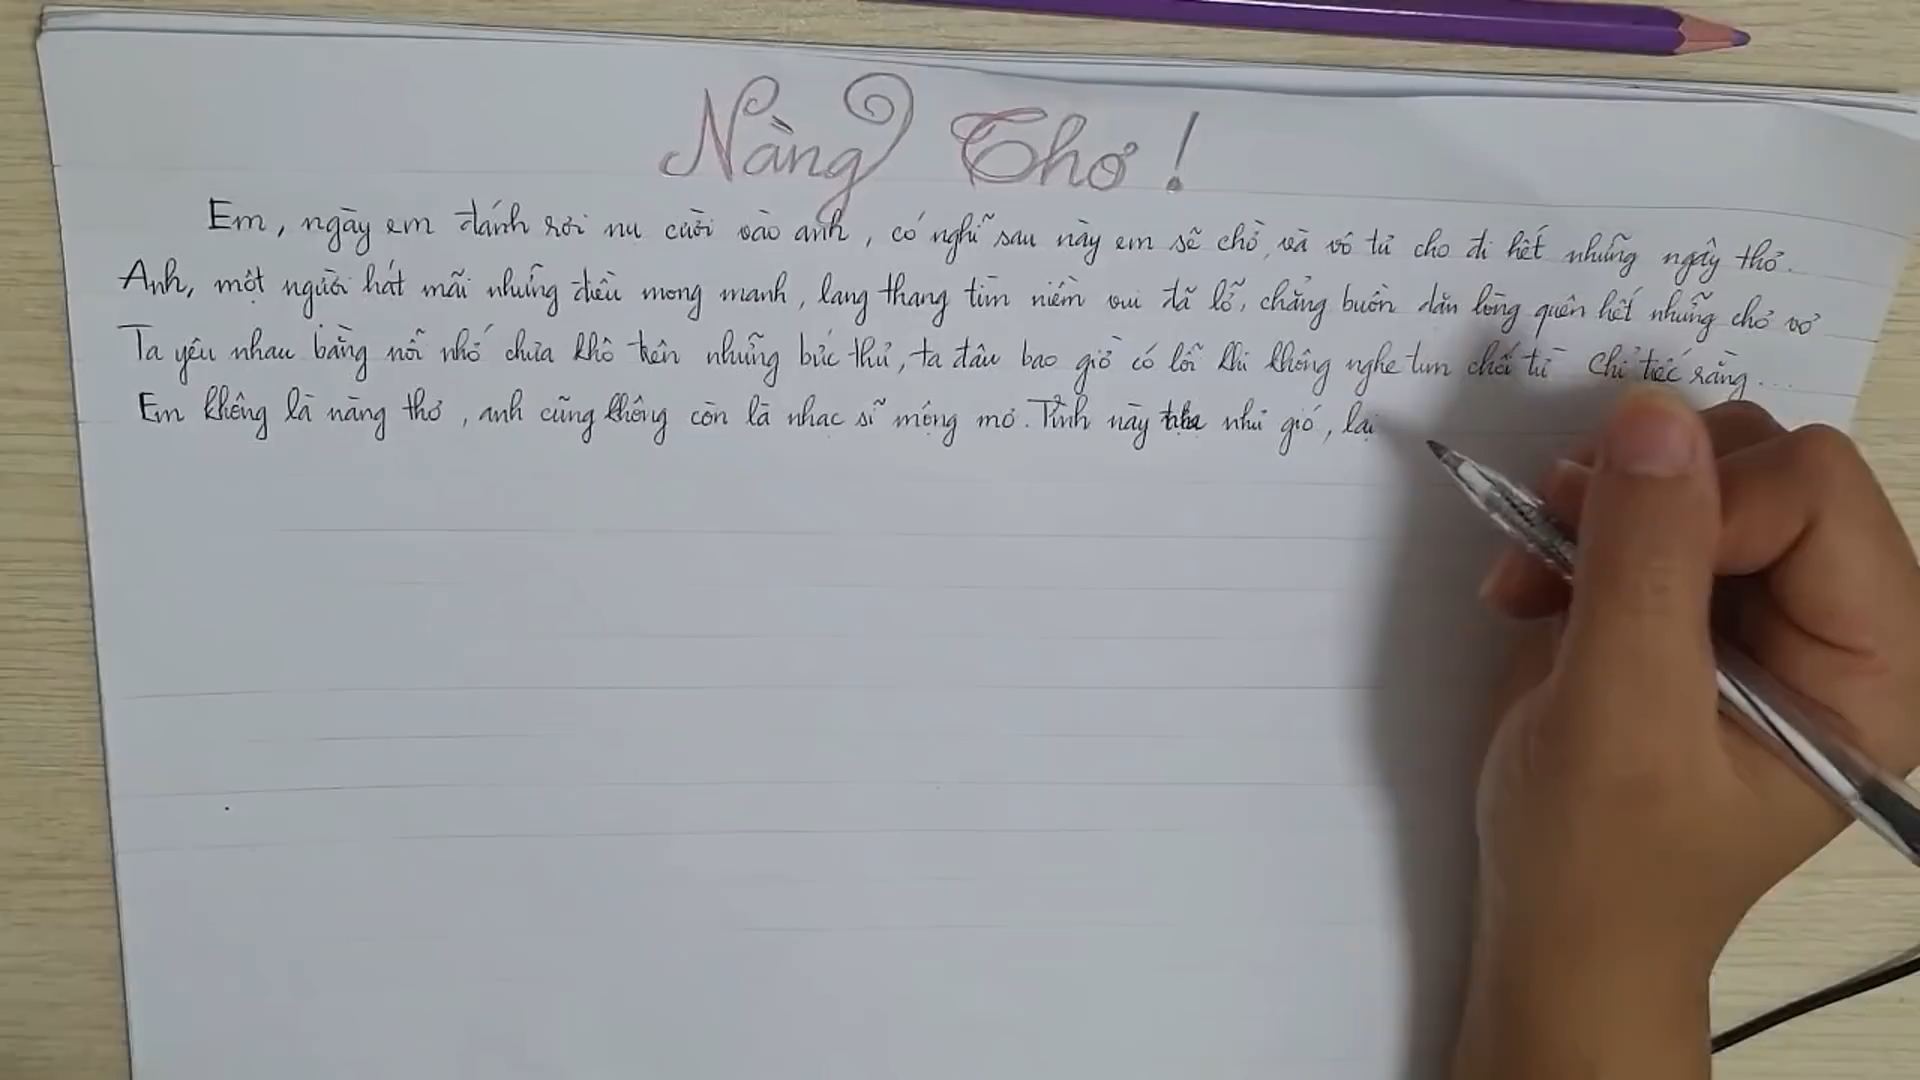 Nàng Thơ !
Em, ngày em đánh rơi nụ cười vào anh, có nghĩ sau này em sẽ chờ, và vô tư cho đi hết những ngây thơ.
Anh, một người hát mãi những điều mong manh, lang thang tìm niềm vui đã lỡ, chẳng buồn dặn lòng quên hết những chơ vơ
Ta yêu nhau bằng nỗi nhớ chưa khô trên những bức thư, ta đâu bao giờ có lỗi khi không nghe tim chối từ Chỉ tiếc rằng...
Em không là nàng thơ, anh cũng không còn là nhạc sĩ mộng mơ. Tình này như gió, lại